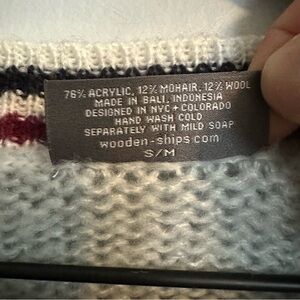 76% ACRYLIC, 12% MOHAIR, 12% WOOL
MADE IN BALI, INDONESIA
DESIGNED IN NYC + COLORADO
HAND WASH COLD
SEPARATELY WITH MILD SOAP
wooden-ships.com
S/M